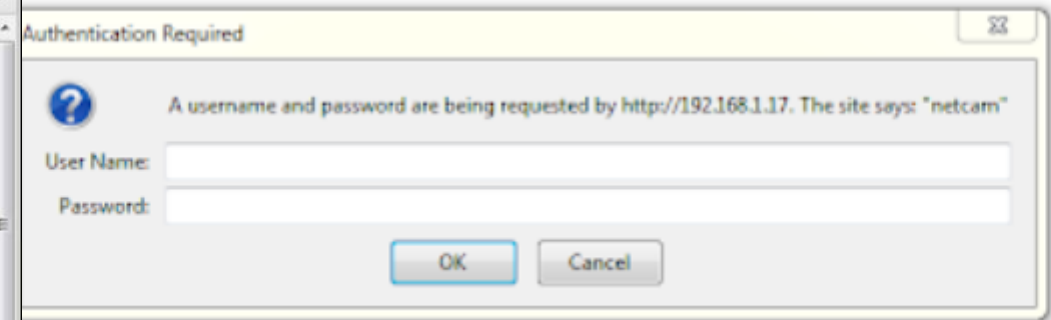 Authentication Required
A username and password are being requested by http://192.168.1.17. The site says: "netcam"
User Name:
Password:
OK Cancel